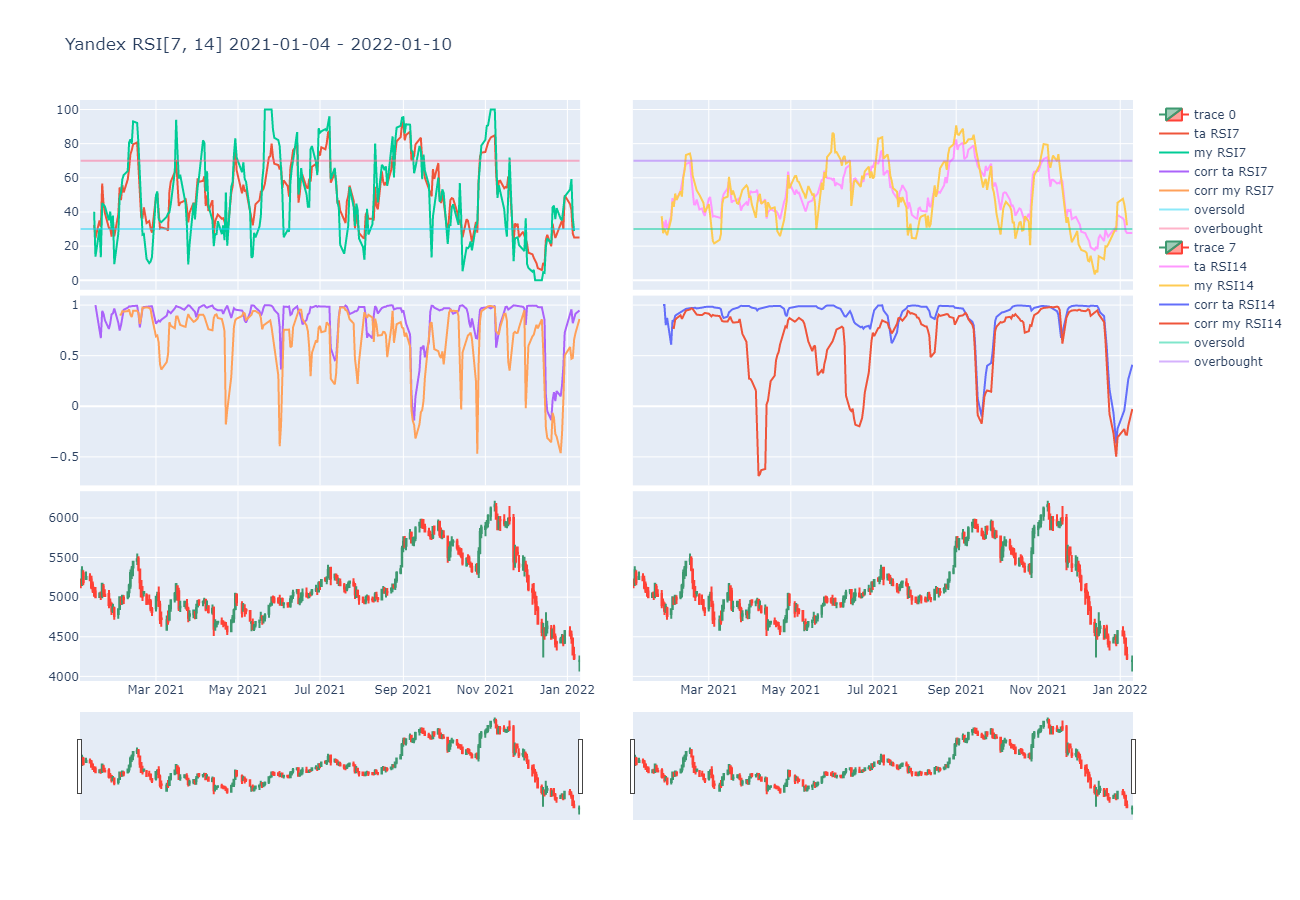 Yandex RSI[7, 14] 2021-01-04 - 2022-01-10
100
80
60
40
20
0
1
0.5
0
−0.5
6000
5500
5000
4500
4000
Mar 2021 May 2021 Jul 2021 Sep 2021 Nov 2021 Jan 2022
Mar 2021 May 2021 Jul 2021 Sep 2021 Nov 2021 Jan 2022
trace 0
ta RSI7
my RSI7
corr ta RSI7
corr my RSI7
oversold
overbought
trace 7
ta RSI14
my RSI14
corr ta RSI14
corr my RSI14
oversold
overbought